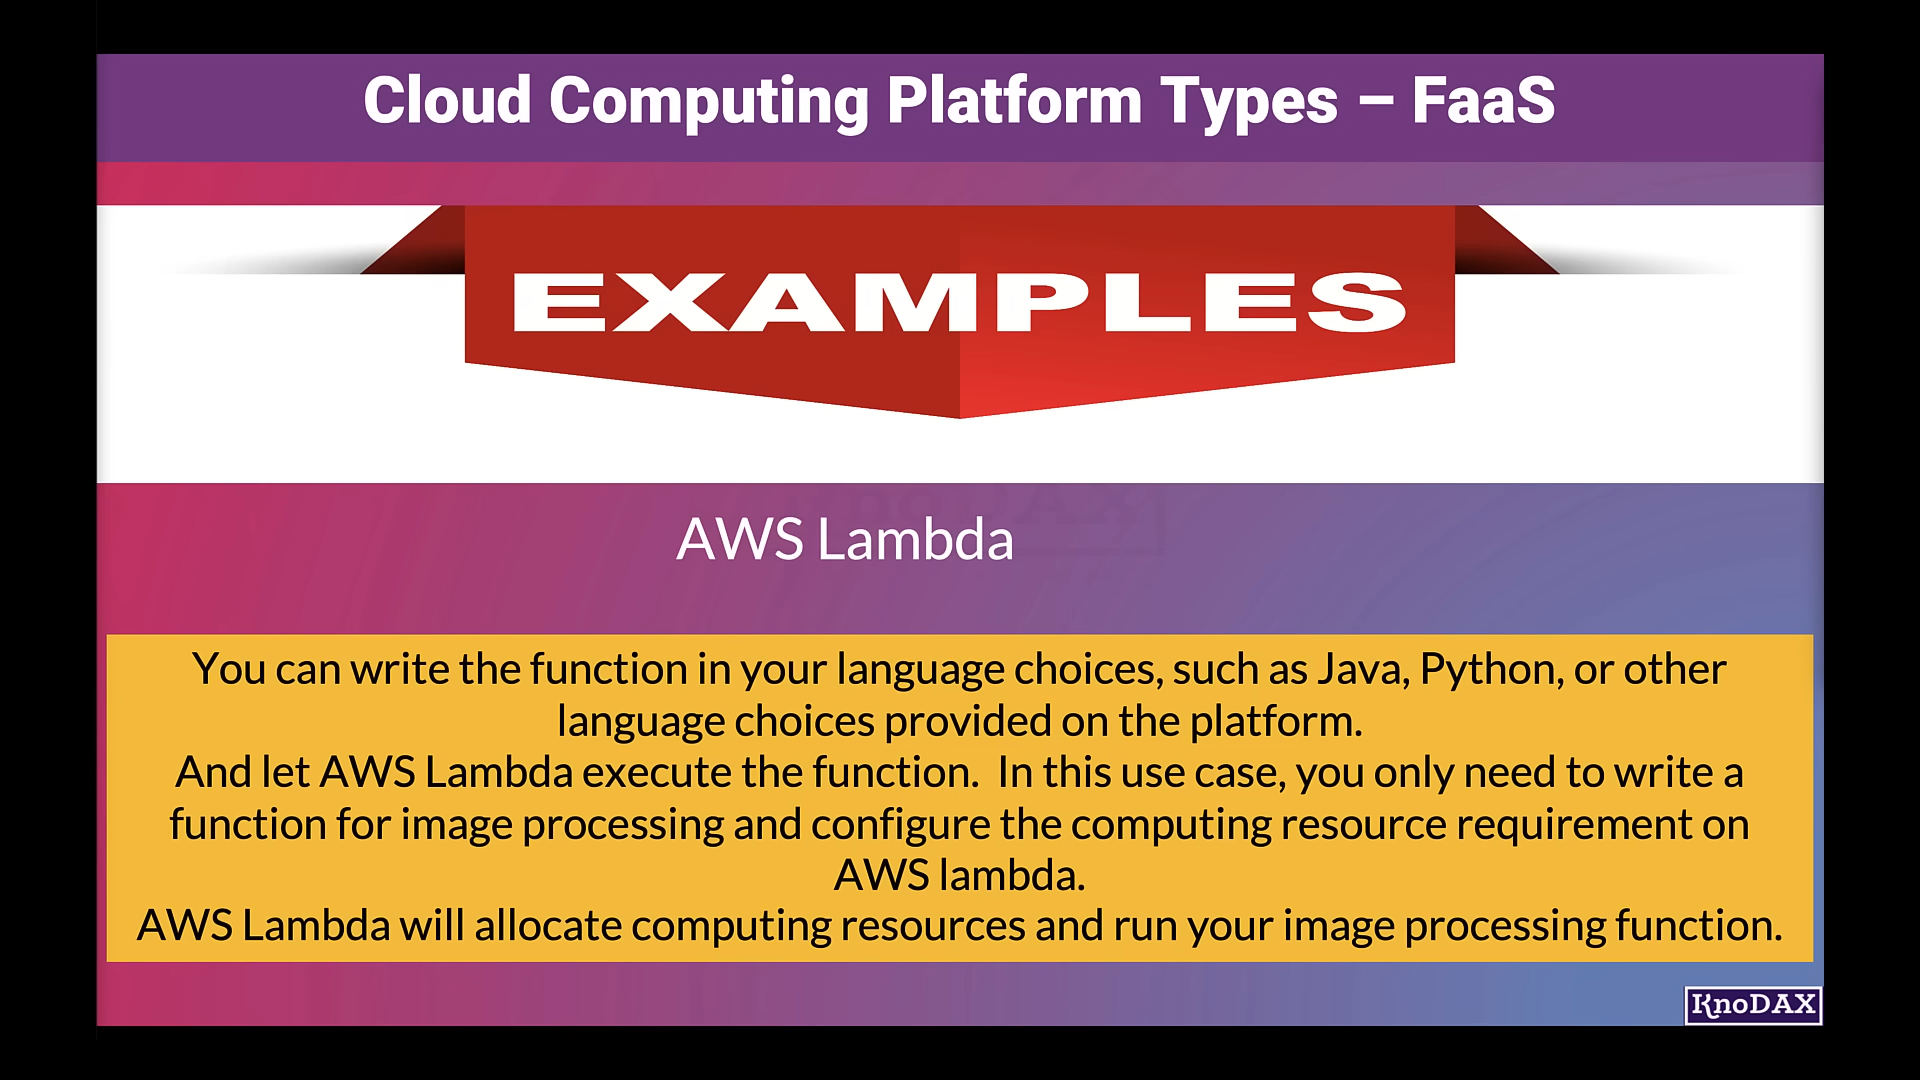 Cloud Computing Platform Types – FaaS
EXAMPLES
AWS Lambda
You can write the function in your language choices, such as Java, Python, or other
language choices provided on the platform.
And let AWS Lambda execute the function.  In this use case, you only need to write a
function for image processing and configure the computing resource requirement on
AWS lambda.
AWS Lambda will allocate computing resources and run your image processing function.
KnoDAX